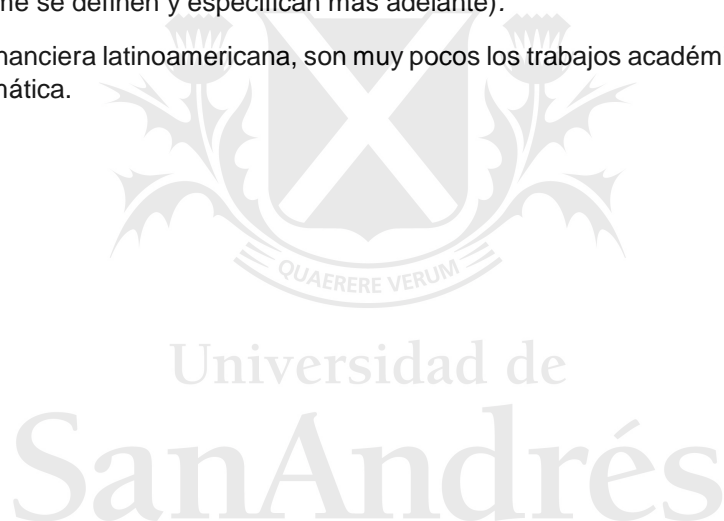 me se definen y especifican más adelante).
nanciera latinoamericana, son muy pocos los trabajos académ
nática.
QUAERERE VERUM
Universidad de
SanAndrés